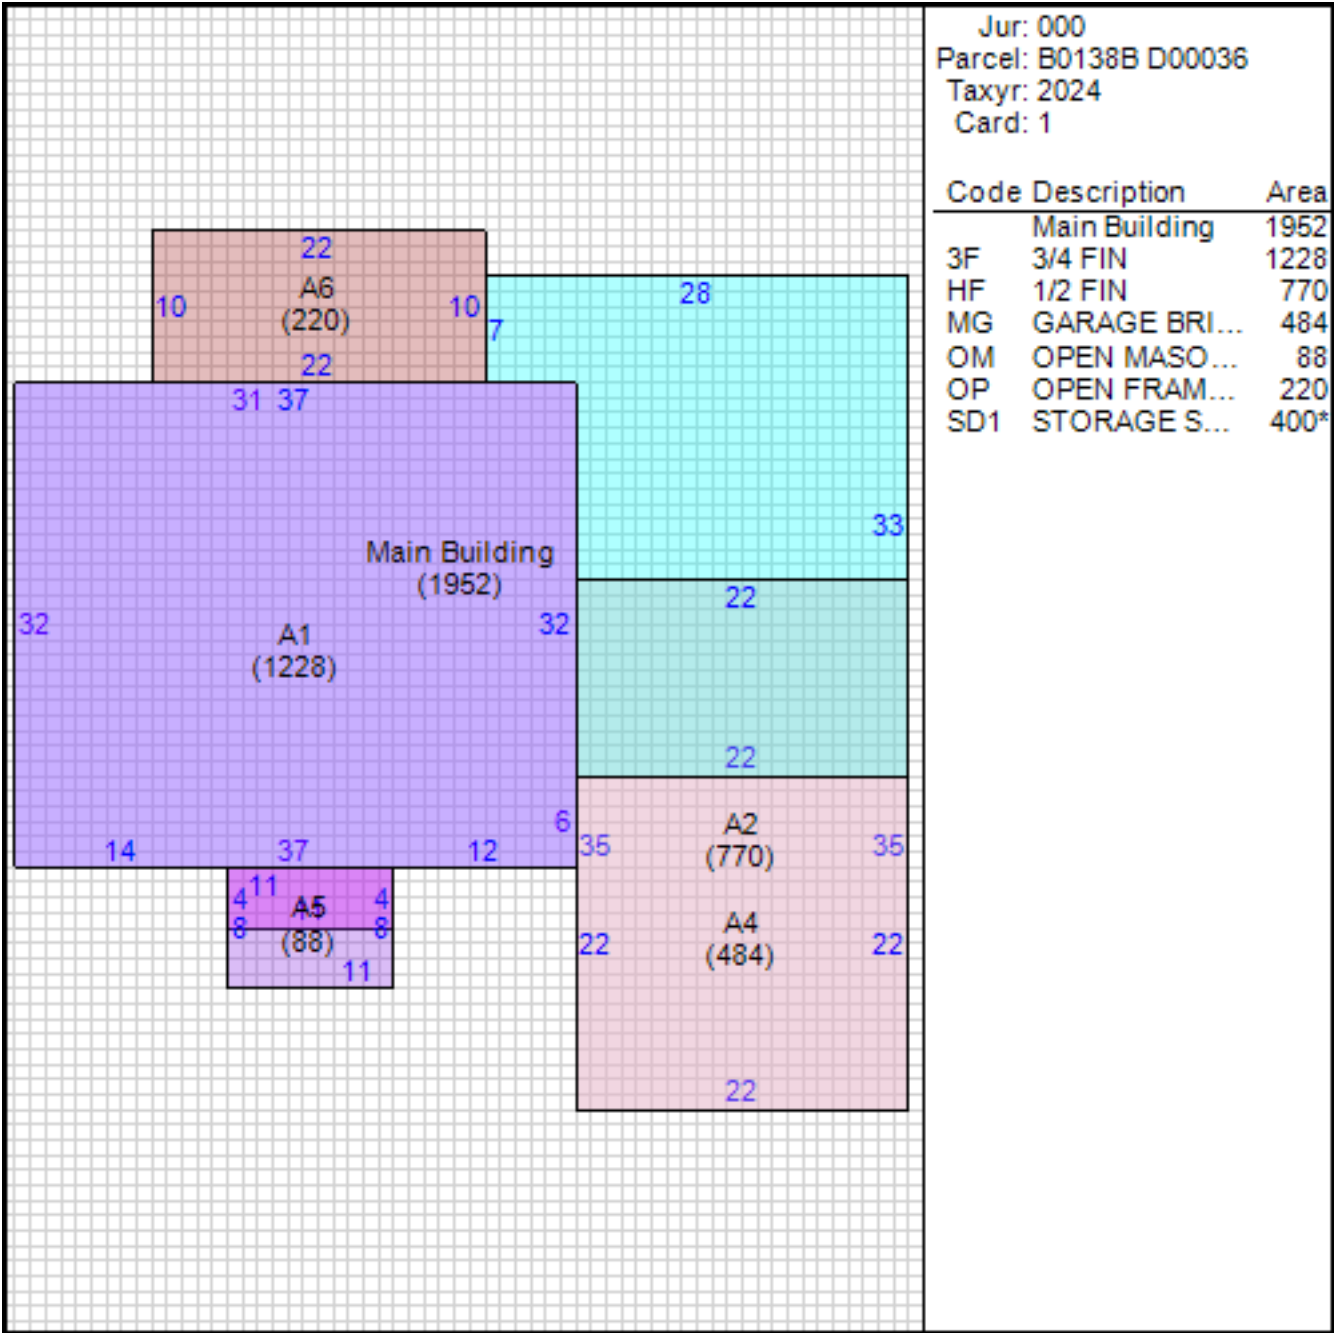 Jur: 000
Parcel: B0138B D00036
Taxyr: 2024
Card: 1
Code Description Area
Main Building 1952
3F 3/4 FIN 1228
HF 1/2 FIN 770
MG GARAGE BRI... 484
OM OPEN MASO... 88
OP OPEN FRAM... 220
SD1 STORAGE S... 400*
22
A6
10 10
(220)
22
28
7
31 37
33
Main Building
(1952)
22
32 32
A1
(1228)
22
6
14 37 12
A2
35 35
(770)
11
4 4
A5
8 8
(88)
11
A4
22 22
(484)
22